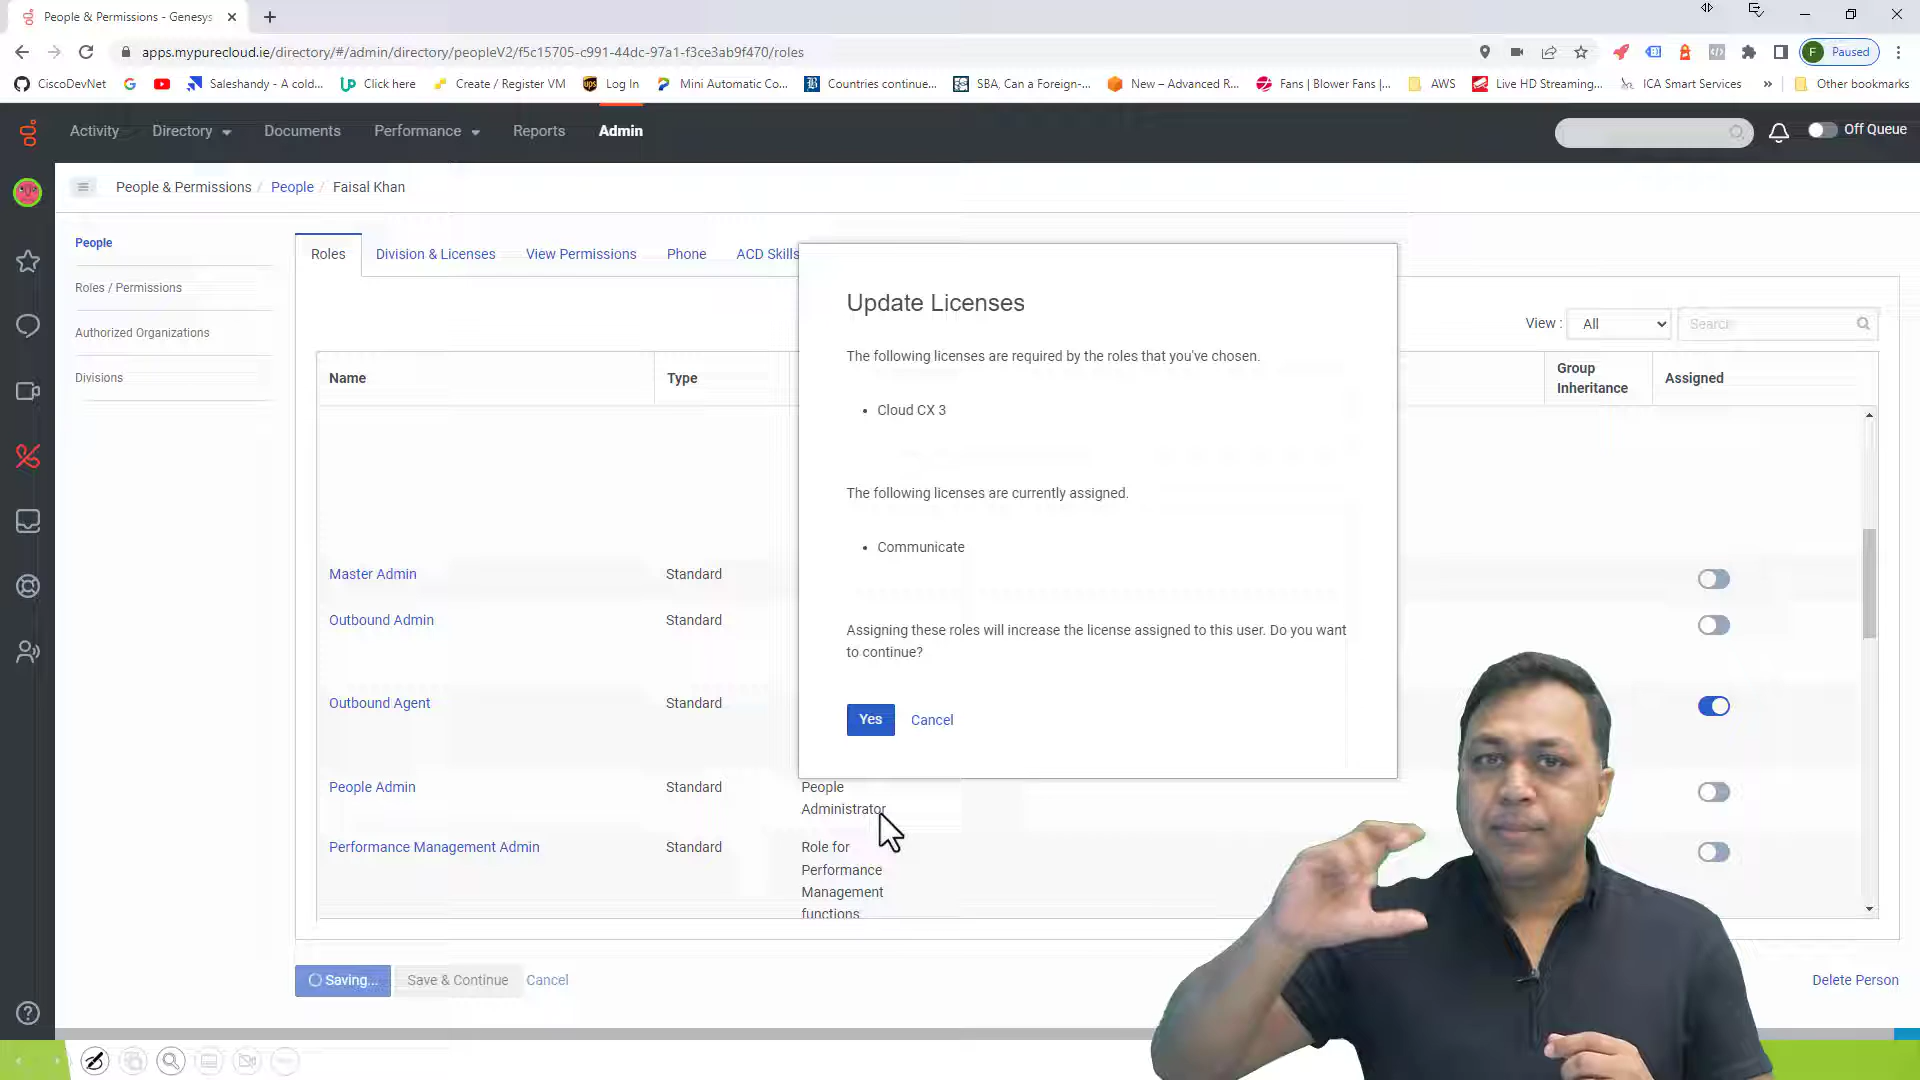 People & Permissions - Genesys
apps.mypurecloud.ie/directory/#/admin/directory/peopleV2/f5c15705-c991-44dc-97a1-f3ce3ab9f470/roles
F Paused
CiscoDevNet
Saleshandy - A cold...
Click here
Create / Register VM
Log In
Mini Automatic Co...
Countries continue...
SBA, Can a Foreign-...
New – Advanced R...
Fans | Blower Fans |...
AWS
Live HD Streaming...
ICA Smart Services
»
Other bookmarks
Activity
Directory
Documents
Performance
Reports
Admin
Off Queue
People & Permissions / People / Faisal Khan
People
Roles / Permissions
Authorized Organizations
Divisions
Roles
Division & Licenses
View Permissions
Phone
ACD Skills
View :
All
Search
Name
Type
Group
Inheritance
Assigned
Update Licenses
The following licenses are required by the roles that you've chosen.
• Cloud CX 3
The following licenses are currently assigned.
• Communicate
Assigning these roles will increase the license assigned to this user. Do you want
to continue?
Yes
Cancel
Master Admin
Standard
Outbound Admin
Standard
Outbound Agent
Standard
People Admin
Standard
People
Administrator
Performance Management Admin
Standard
Role for
Performance
Management
functions
Saving...
Save & Continue
Cancel
Delete Person